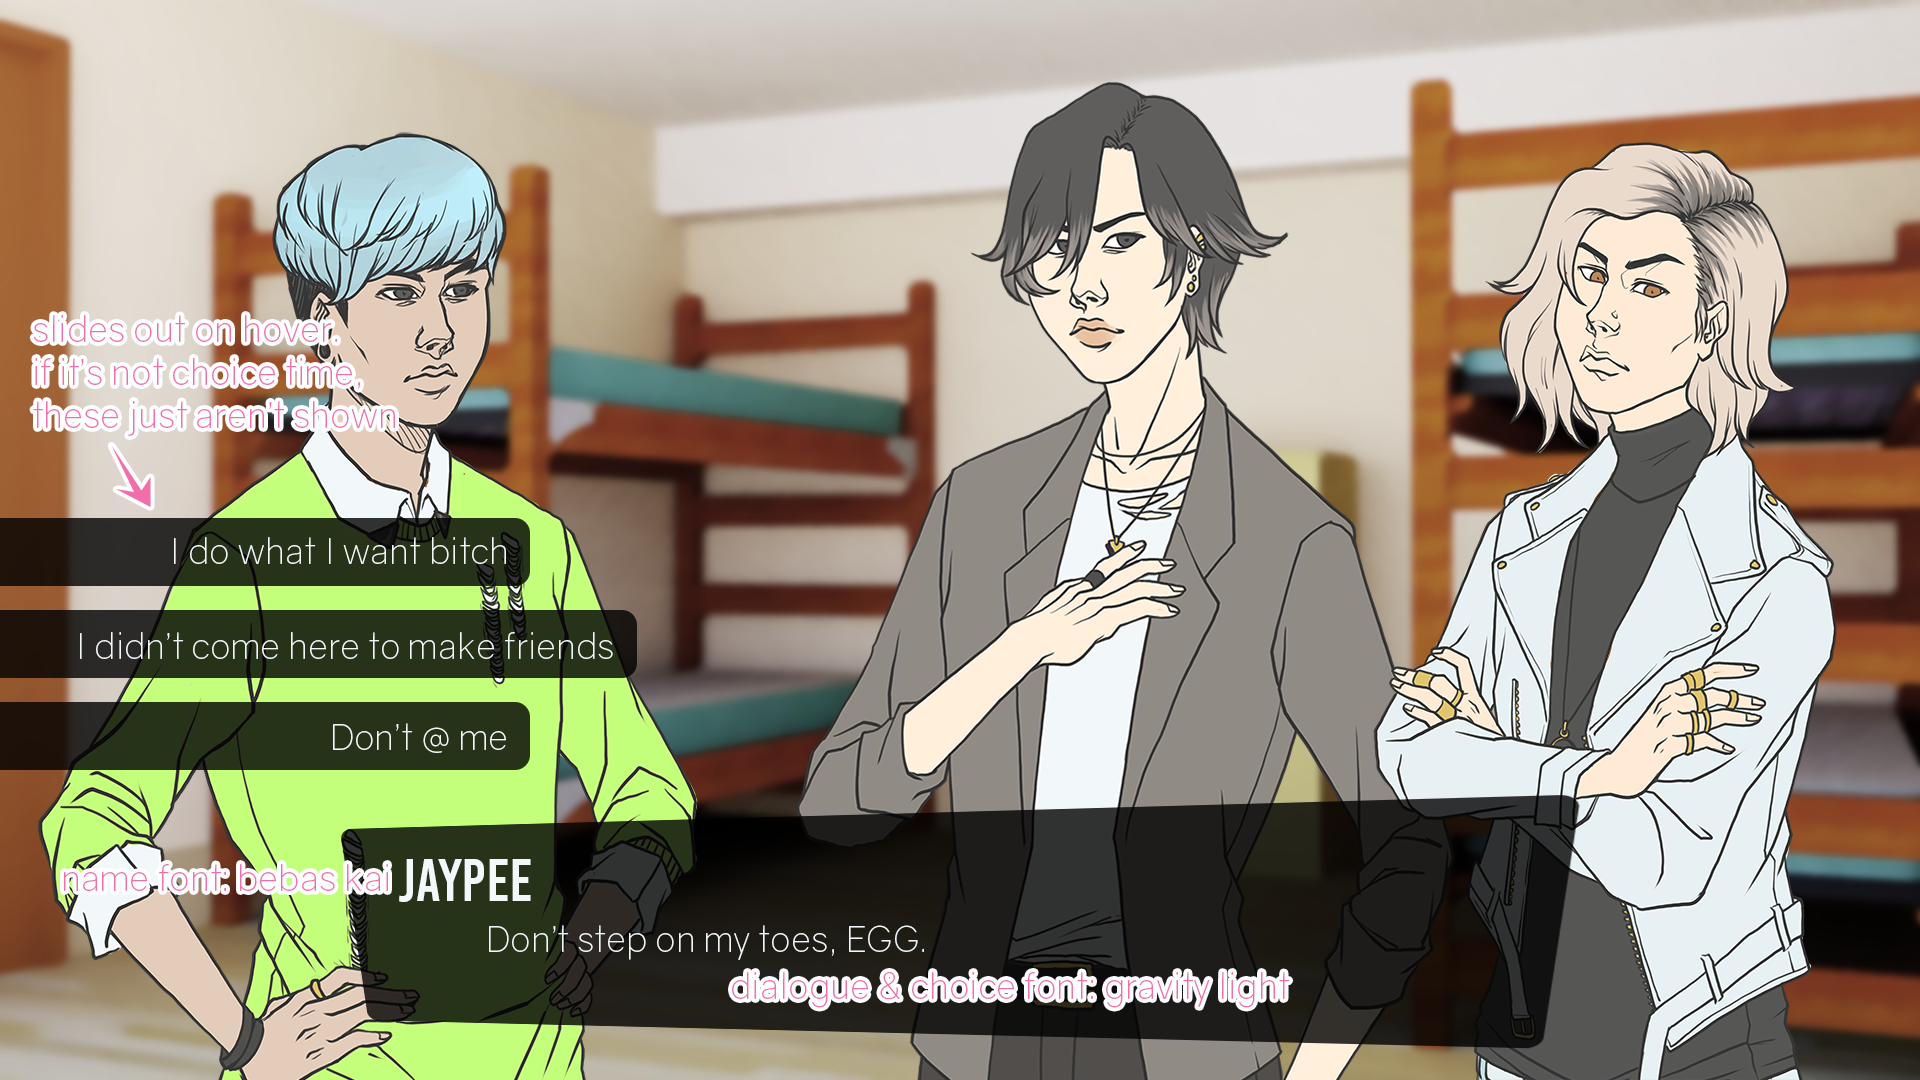 slides out on hover.
if it's not choice time,
these just aren't shown
I do what I want bitch
I didn't come here to make friends
Don't @ me
name font: bebas kai
JAYPEE
Don't step on my toes, EGG.
dialogue & choice font: gravity light